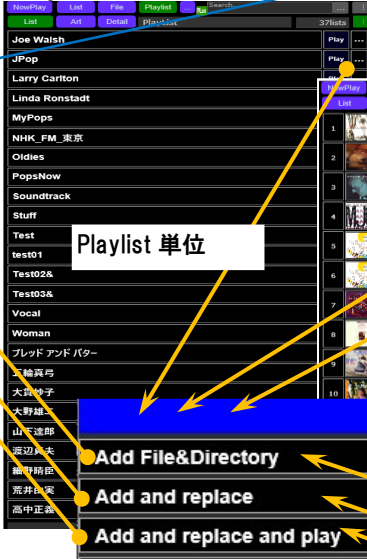 NowPlay List File Playlist ... Search... ...
List Art Detail Playlist 37lists
Joe Walsh Play ...
JPop Play ...
Larry Carlton
Linda Ronstadt
NowPlay
List
MyPops
NHK_FM_東京
1
Oldies
2
PopsNow
Soundtrack
3
Stuff
4
Test
Playlist 単位
5
test01
Test02&
6
Test03&
7
Vocal
Woman
8
ブレッド アンド バター
五輪真弓
9
大貫妙子
10
大野雄二
山下達郎
渡辺貞夫
Add File&Directory
細野晴臣
Add and replace
荒井由実
高中正義
Add and replace and play